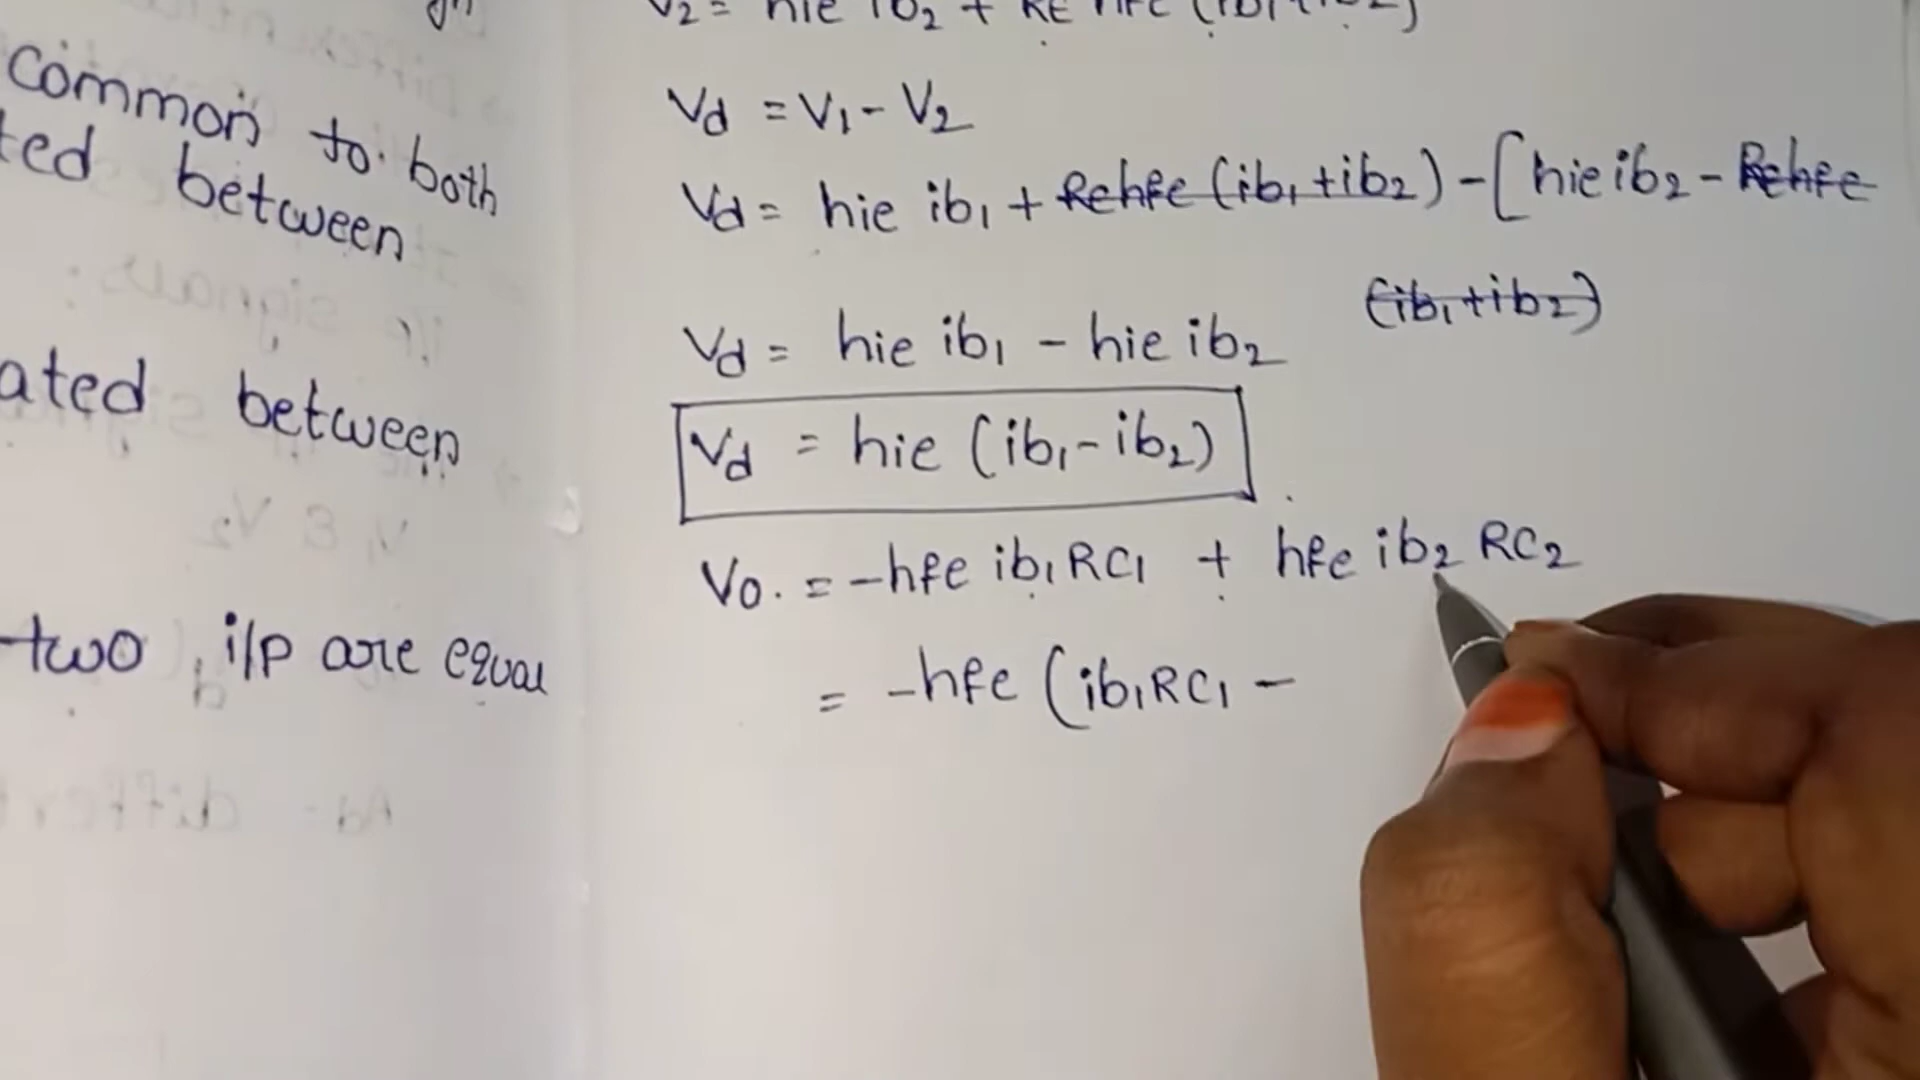 common to both
ted between
ated between
two i/p are equal
V2 = hie ib2 + RE hfe (ib1+ib2)
Vd = V1 - V2
Vd = hie ib1 + Rehfe (ib1+ib2) - [hie ib2 - Rehfe
(ib1+ib2)
Vd = hie ib1 - hie ib2
Vd = hie (ib1-ib2)
Vo. = -hfe ib1 RC1 + hfe ib2 RC2
= -hfe (ib1RC1 -